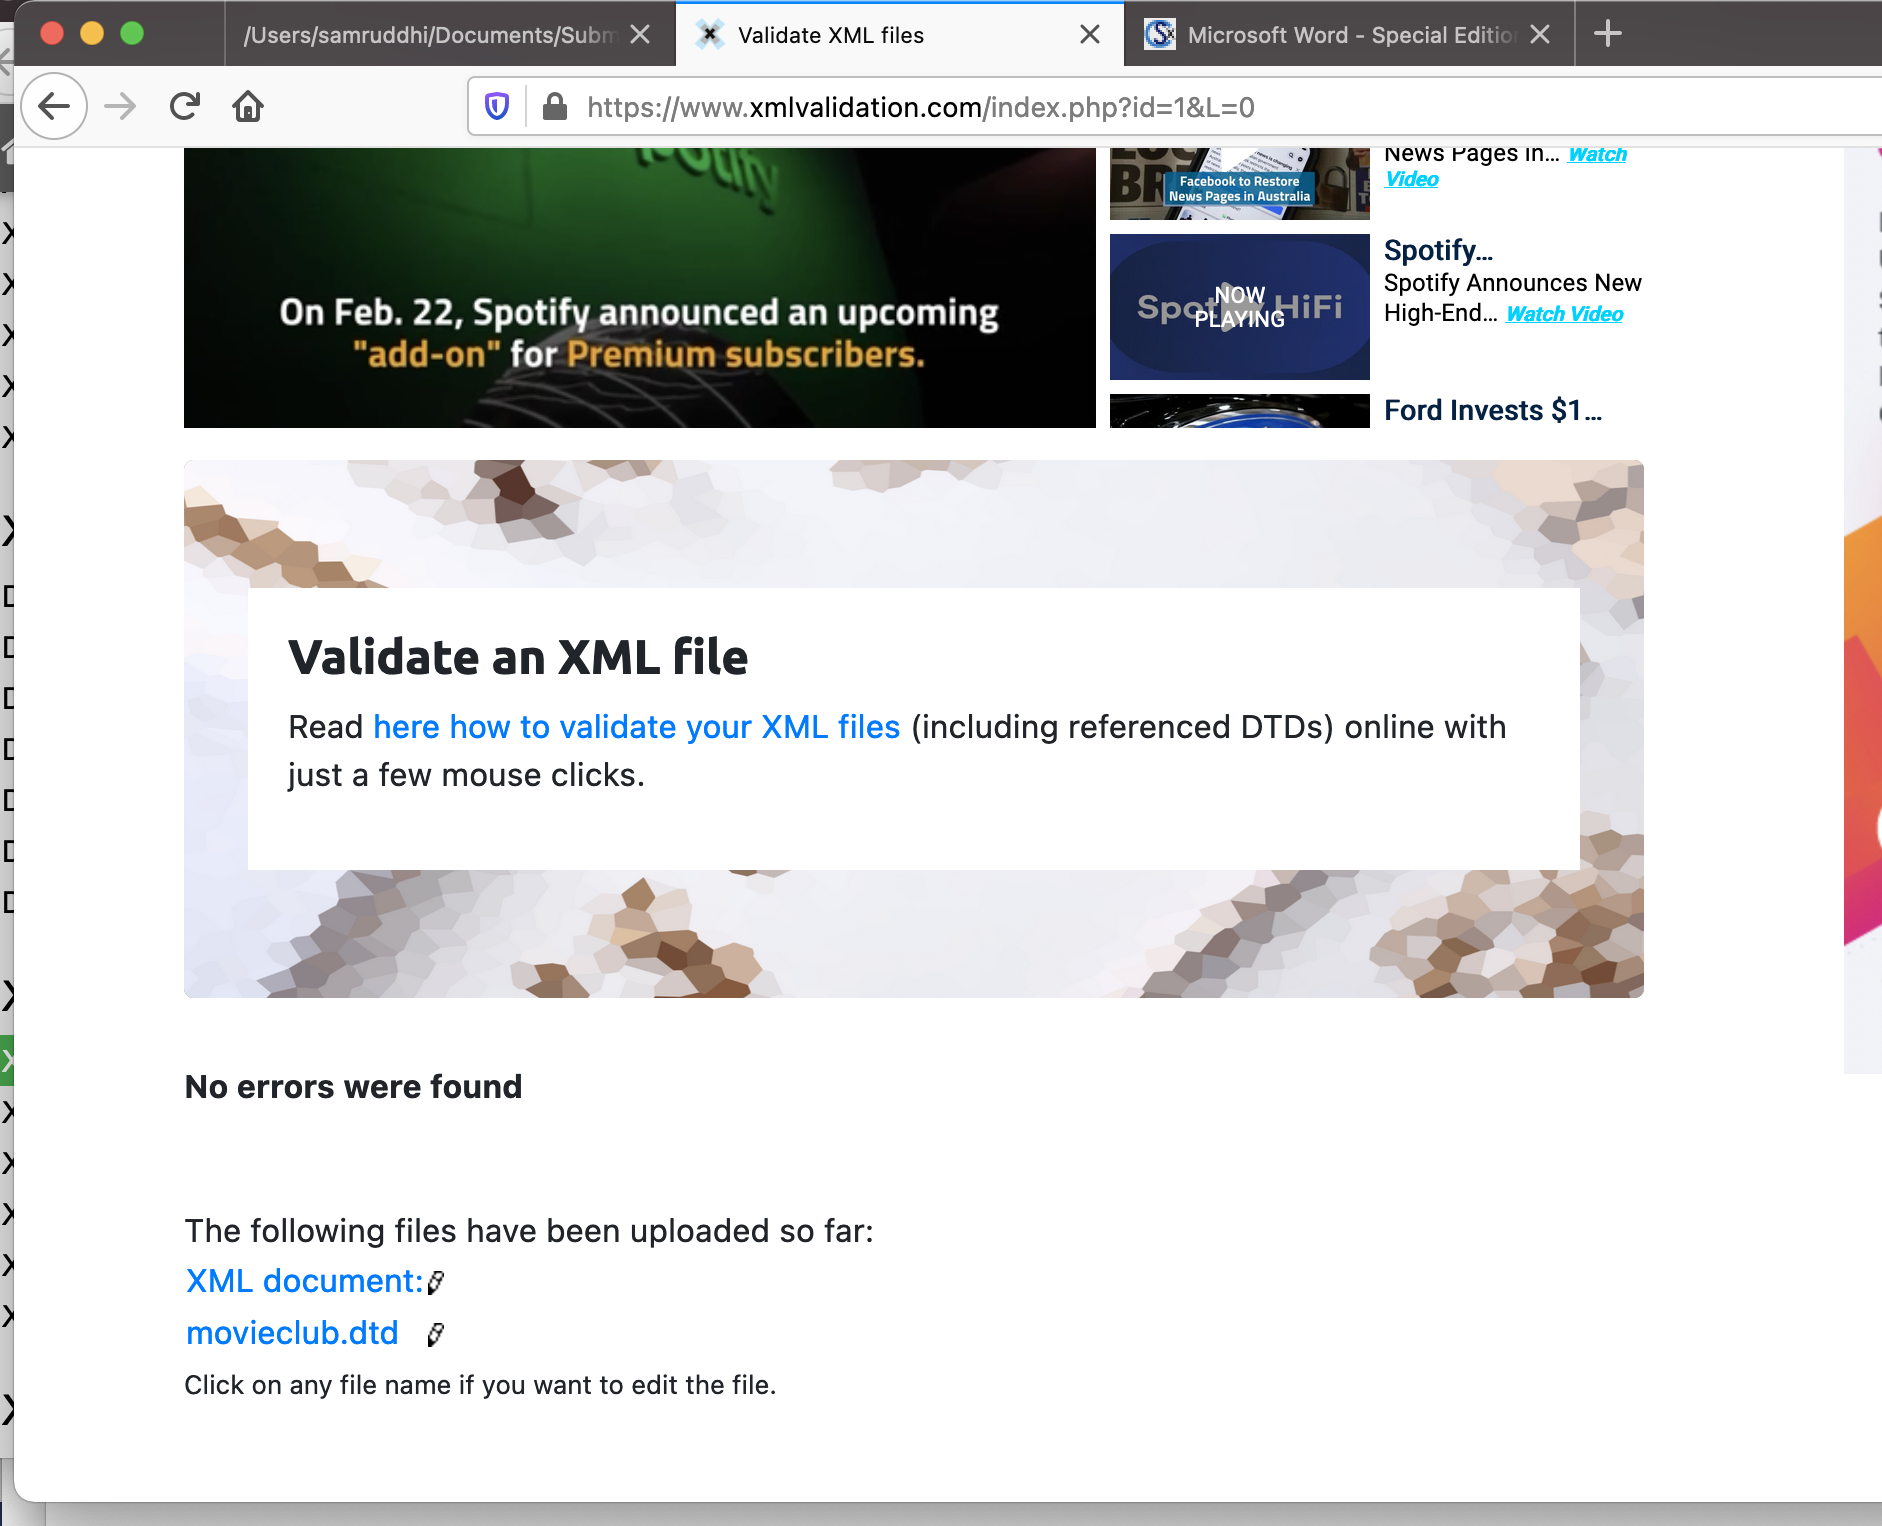 /Users/samruddhi/Documents/Subm
Validate XML files
Microsoft Word - Special Editio
https://www.xmlvalidation.com/index.php?id=1&L=0
potify
On Feb. 22, Spotify announced an upcoming
"add-on" for Premium subscribers.
Facebook to Restore
News Pages in Australia
News Pages in... Watch
Video
Spotify...
Spotify Announces New
High-End... Watch Video
Spot HiFi
NOW
PLAYING
Ford Invests $1...
Validate an XML file
Read here how to validate your XML files (including referenced DTDs) online with
just a few mouse clicks.
No errors were found
The following files have been uploaded so far:
XML document:
movieclub.dtd
Click on any file name if you want to edit the file.